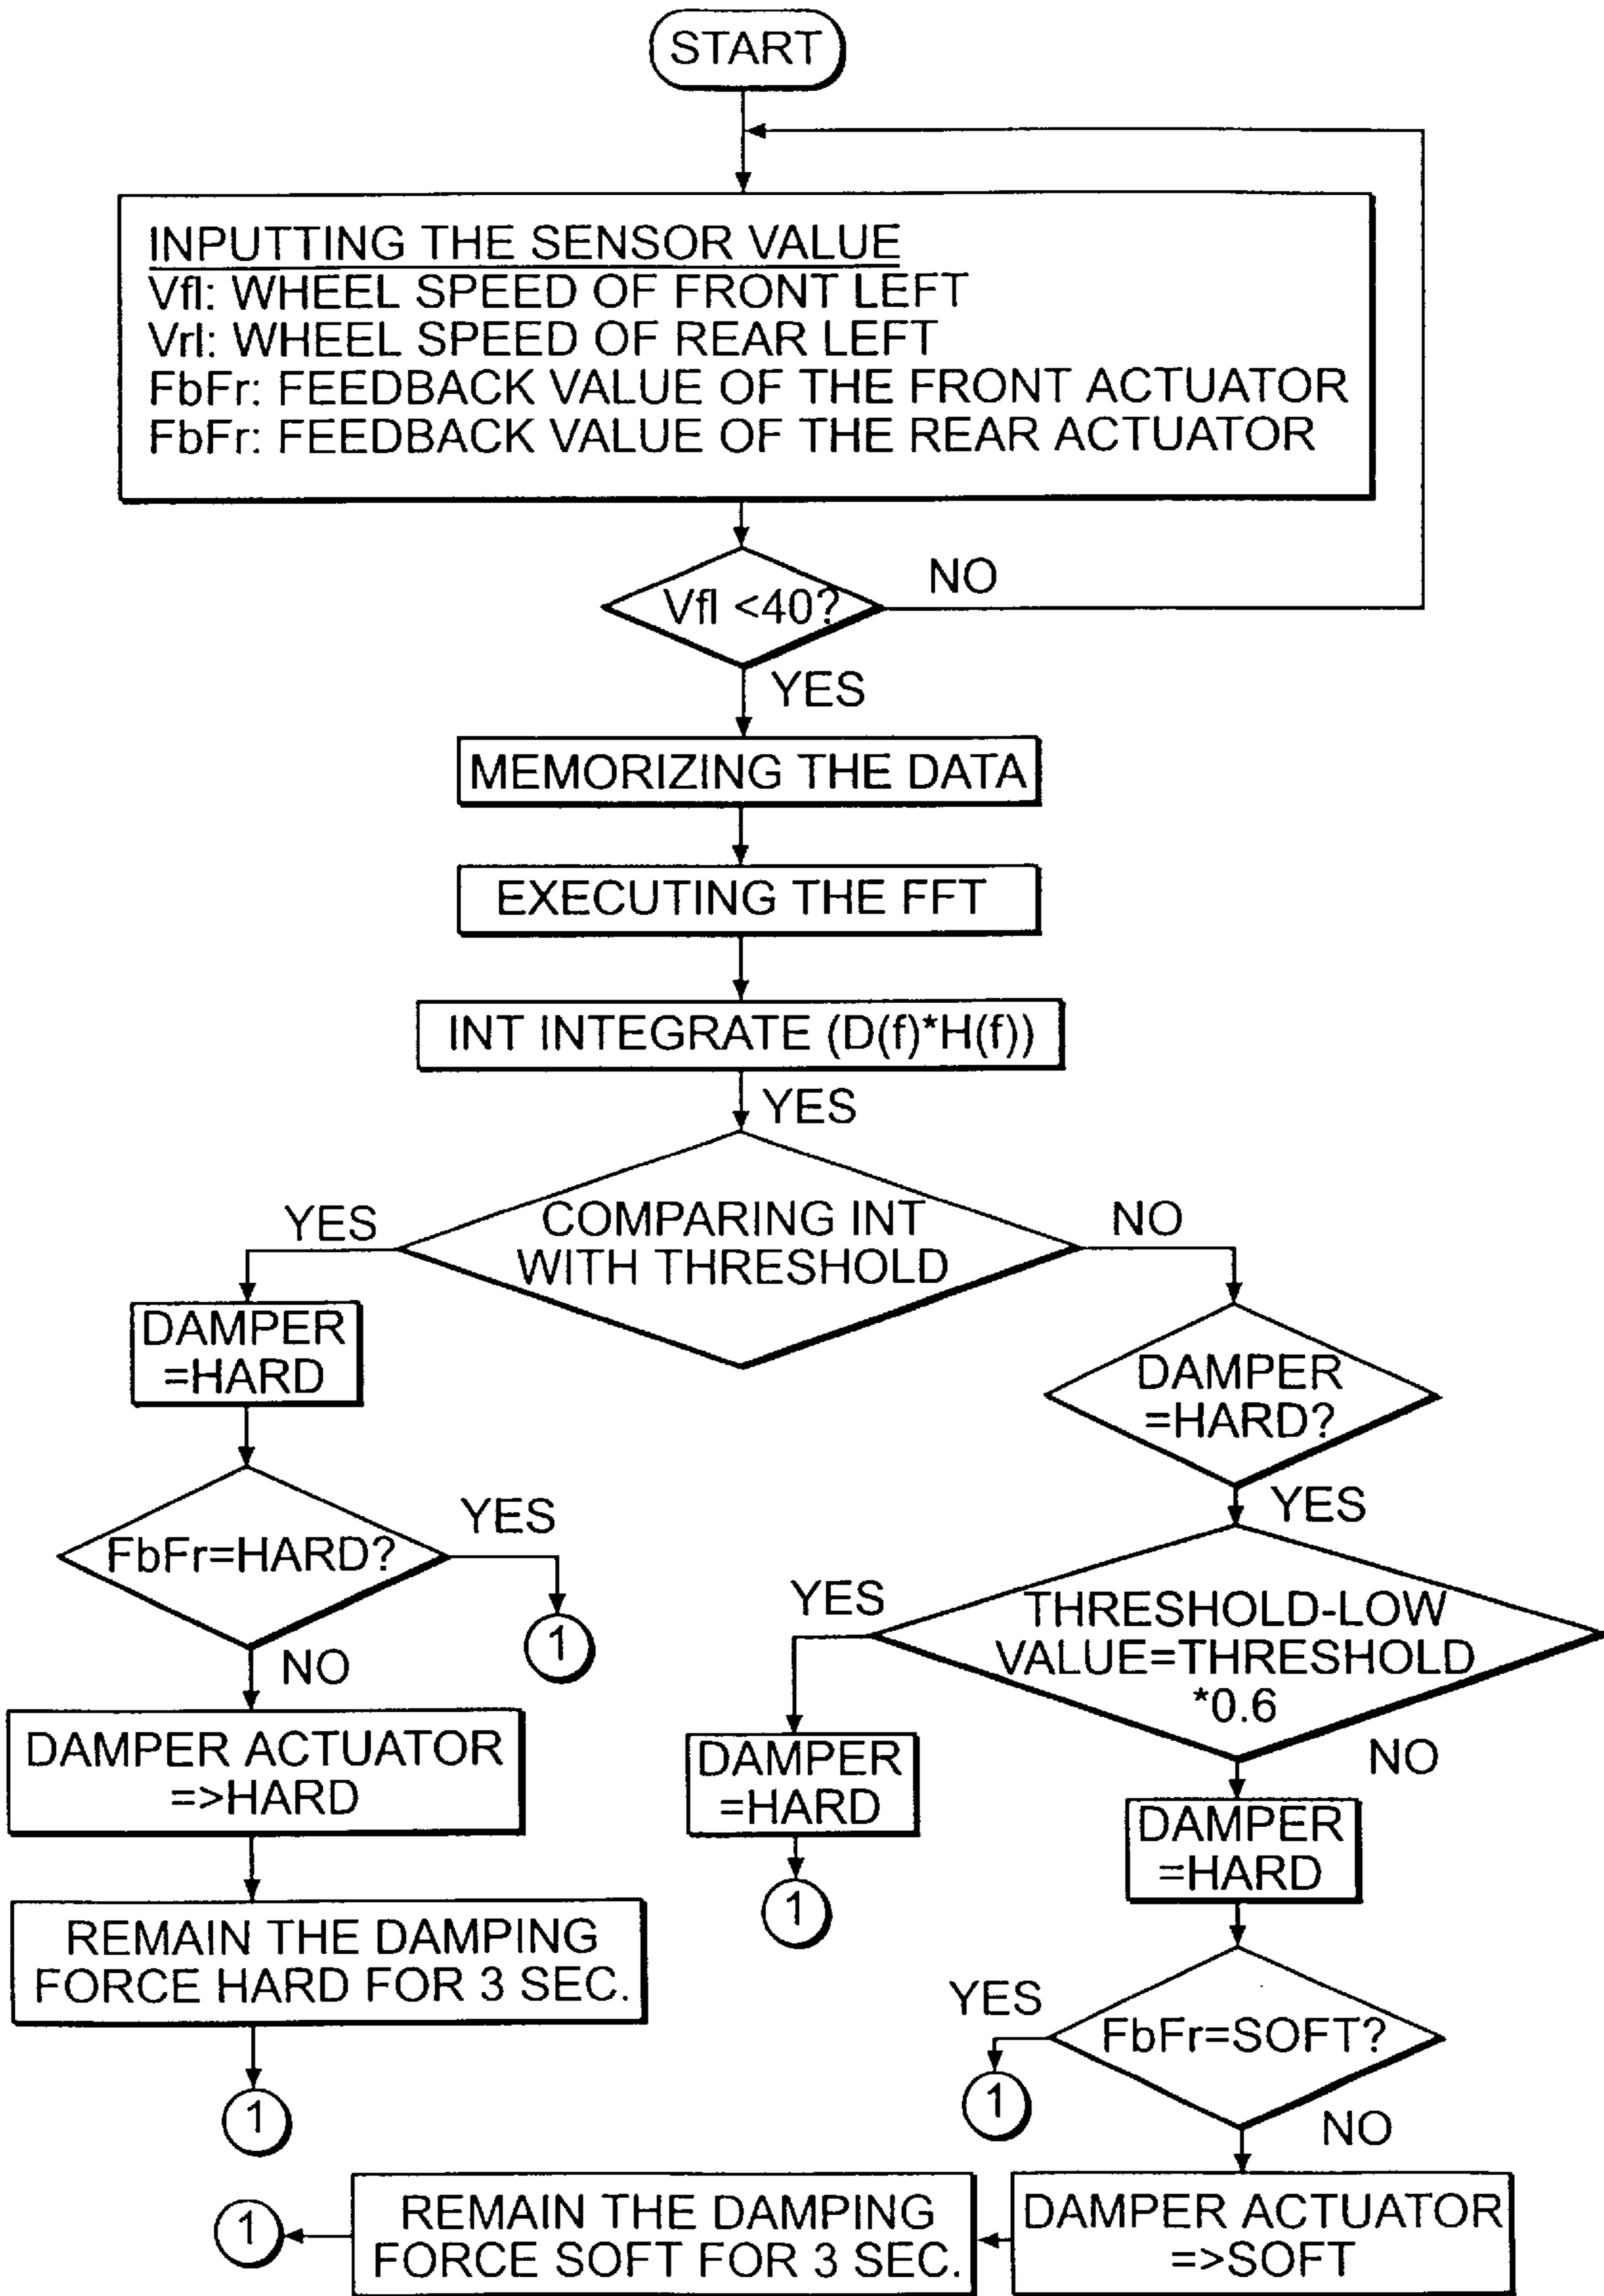 START
INPUTTING THE SENSOR VALUE
Vfl: WHEEL SPEED OF FRONT LEFT
Vrl: WHEEL SPEED OF REAR LEFT
FbFr: FEEDBACK VALUE OF THE FRONT ACTUATOR
FbFr: FEEDBACK VALUE OF THE REAR ACTUATOR
Vfl <40?
NO
YES
MEMORIZING THE DATA
EXECUTING THE FFT
INT INTEGRATE (D(f)*H(f))
YES
COMPARING INT
WITH THRESHOLD
YES
NO
DAMPER
=HARD
DAMPER
=HARD?
YES
FbFr=HARD?
YES
1
NO
THRESHOLD-LOW
VALUE=THRESHOLD
*0.6
YES
NO
DAMPER ACTUATOR
=>HARD
DAMPER
=HARD
1
DAMPER
=HARD
REMAIN THE DAMPING
FORCE HARD FOR 3 SEC.
1
FbFr=SOFT?
YES
1
NO
DAMPER ACTUATOR
=>SOFT
REMAIN THE DAMPING
FORCE SOFT FOR 3 SEC.
1